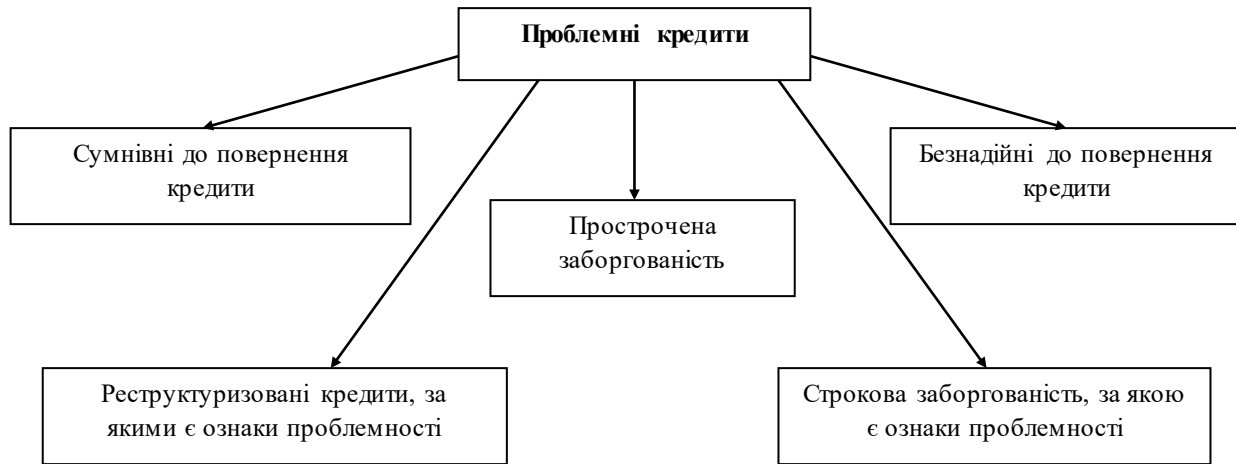 Проблемні кредити
Сумнівні до повернення
кредити
Безнадійні до повернення
кредити
Прострочена
заборгованість
Реструктуризовані кредити, за
якими є ознаки проблемності
Строкова заборгованість, за якою
є ознаки проблемності